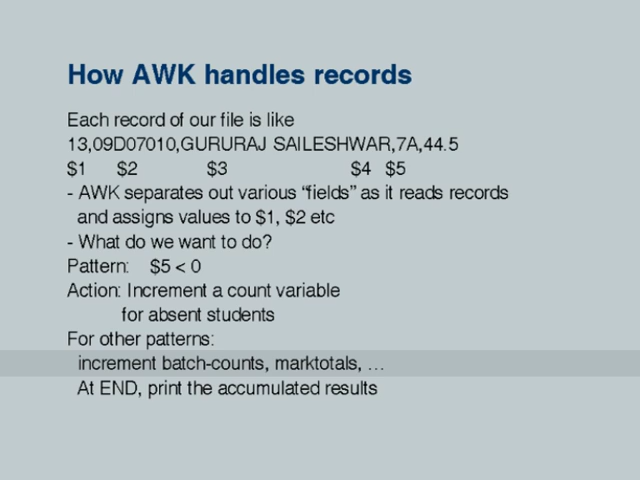 How AWK handles records
Each record of our file is like
13,09D07010,GURURAJ SAILESHWAR,7A,44.5
$1 $2 $3 $4 $5
- AWK separates out various "fields" as it reads records
and assigns values to $1, $2 etc
- What do we want to do?
Pattern: $5 < 0
Action: Increment a count variable
for absent students
For other patterns:
increment batch-counts, marktotals, …
At END, print the accumulated results